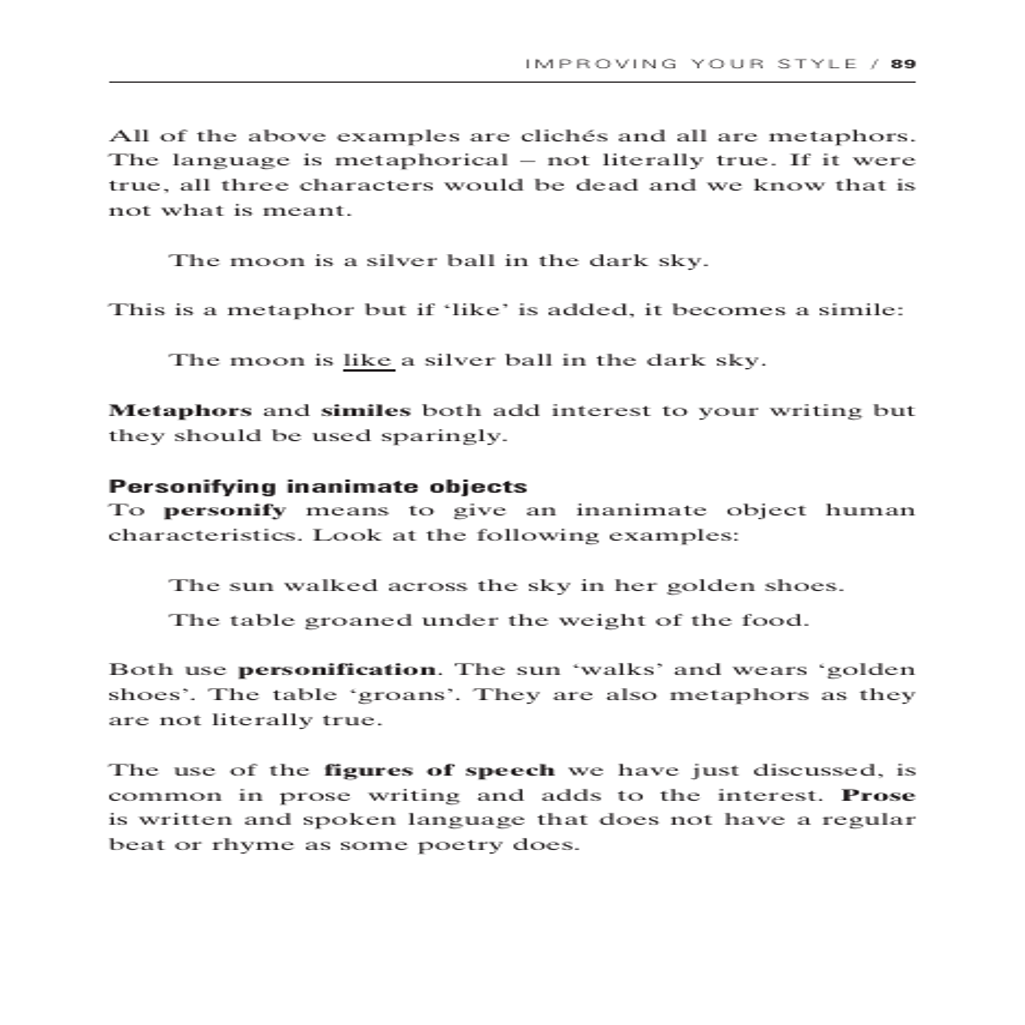 IMPROVING YOUR STYLE / 89
All of the above examples are clichés and all are metaphors.
The language is metaphorical – not literally true. If it were
true, all three characters would be dead and we know that is
not what is meant.
The moon is a silver ball in the dark sky.
This is a metaphor but if ‘like’ is added, it becomes a simile:
The moon is like a silver ball in the dark sky.
Metaphors and similes both add interest to your writing but
they should be used sparingly.
Personifying inanimate objects
To personify means to give an inanimate object human
characteristics. Look at the following examples:
The sun walked across the sky in her golden shoes.
The table groaned under the weight of the food.
Both use personification. The sun ‘walks’ and wears ‘golden
shoes’. The table ‘groans’. They are also metaphors as they
are not literally true.
The use of the figures of speech we have just discussed, is
common in prose writing and adds to the interest. Prose
is written and spoken language that does not have a regular
beat or rhyme as some poetry does.